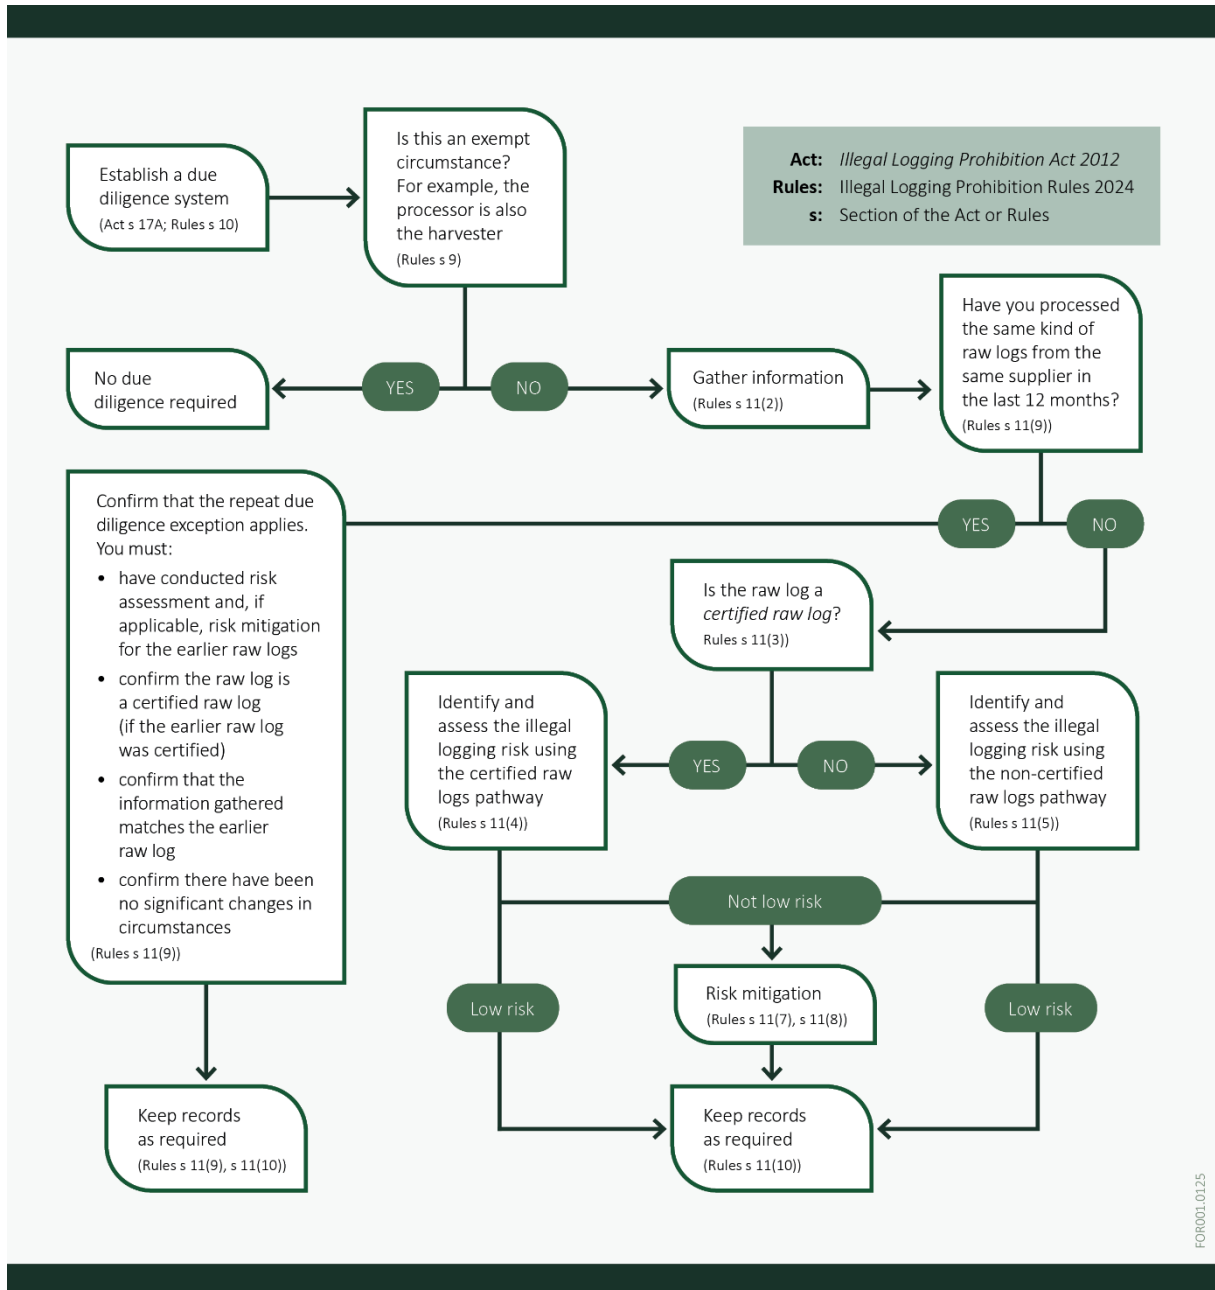 Establish a due
diligence system
(Act s 17A; Rules s 10)
Is this an exempt
circumstance?
For example, the
processor is also
the harvester
(Rules s 9)
Act: Illegal Logging Prohibition Act 2012
Rules: Illegal Logging Prohibition Rules 2024
s: Section of the Act or Rules
No due
diligence required
YES
NO
Gather information
(Rules s 11(2))
Have you processed
the same kind of
raw logs from the
same supplier in
the last 12 months?
(Rules s 11(9))
YES
NO
Confirm that the repeat due
diligence exception applies.
You must:
• have conducted risk
assessment and, if
applicable, risk mitigation
for the earlier raw logs
• confirm the raw log is
a certified raw log
(if the earlier raw log
was certified)
• confirm that the
information gathered
matches the earlier
raw log
• confirm there have been
no significant changes in
circumstances
(Rules s 11(9))
Is the raw log a
certified raw log?
Rules s 11(3))
Identify and
assess the illegal
logging risk using
the certified raw
logs pathway
(Rules s 11(4))
YES
NO
Identify and
assess the illegal
logging risk using
the non-certified
raw logs pathway
(Rules s 11(5))
Not low risk
Low risk
Risk mitigation
(Rules s 11(7), s 11(8))
Low risk
Keep records
as required
(Rules s 11(9), s 11(10))
Keep records
as required
(Rules s 11(10))
FOR001.0125